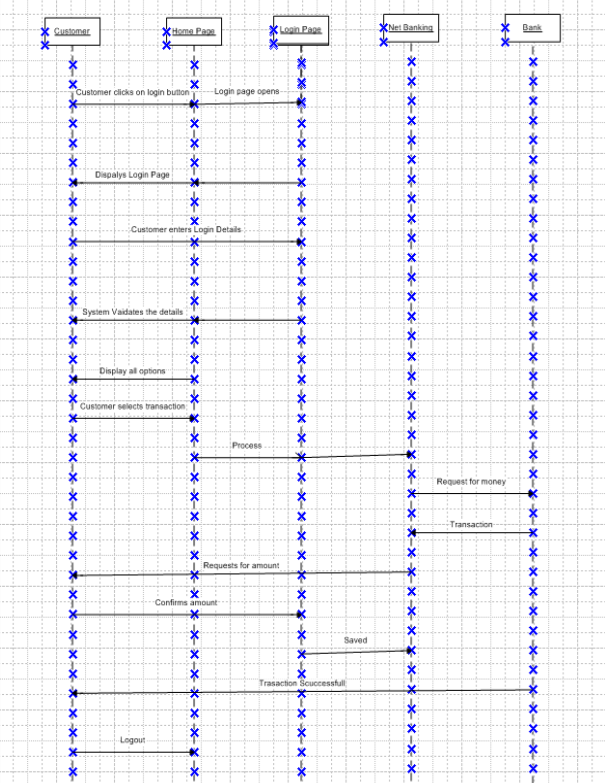 Customer
Home Page
Login Page
Net Banking
Bank
Customer clicks on login button
Login page opens
Dispalys Login Page
Customer enters Login Details
System Vaidates the details
Display all options
Customer selects transaction
Process
Request for money
Transaction
Requests for amount
Confirms amount
Saved
Trasaction Scuccessfull
Logout